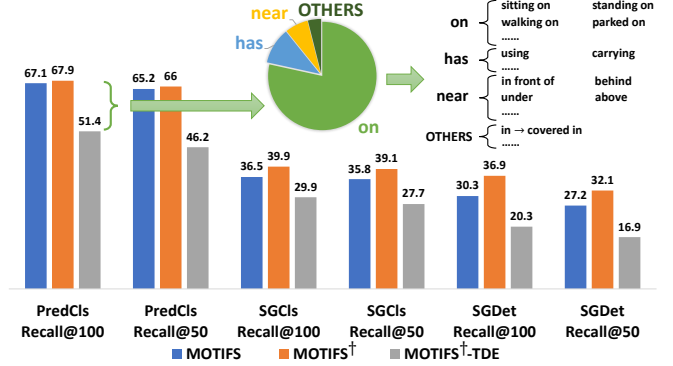 near OTHERS
has
on
on
sitting on standing on
walking on parked on
......
has
using carrying
......
near
in front of behind
under above
......
OTHERS
in → covered in
......
67.1 67.9 51.4
65.2 66 46.2
36.5 39.9 29.9
35.8 39.1 27.7
30.3 36.9 20.3
27.2 32.1 16.9
PredCls
Recall@100
PredCls
Recall@50
SGCls
Recall@100
SGCls
Recall@50
SGDet
Recall@100
SGDet
Recall@50
MOTIFS MOTIFS† MOTIFS†-TDE